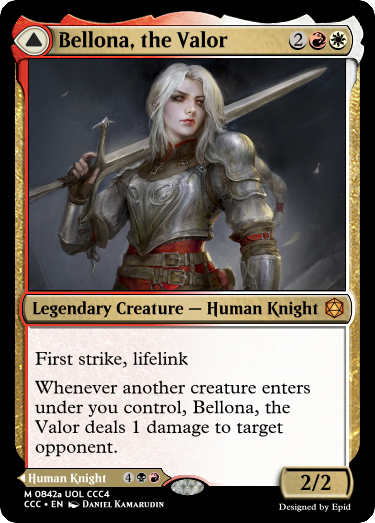 Bellona, the Valor 2
Legendary Creature — Human Knight
First strike, lifelink
Whenever another creature enters
under you control, Bellona, the
Valor deals 1 damage to target
opponent.
Human Knight 4
2/2
M 0842a UOL CCC4
CCC • EN Daniel Kamarudin
Designed by Epid